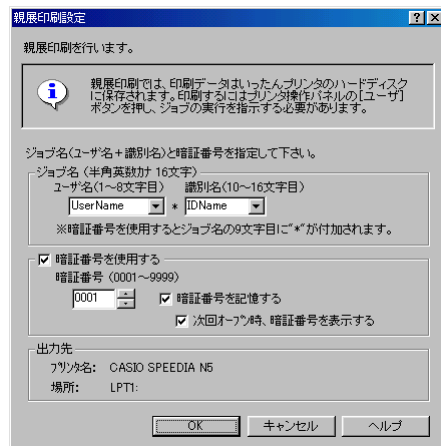 親展印刷設定
親展印刷を行います。
親展印刷では、印刷データはいったんプリンタのハードディスク
に保存されます。印刷するにはプリンタ操作パネルの[ユーザ]
ボタンを押し、ジョブの実行を指示する必要があります。
ジョブ名(ユーザ名+識別名)と暗証番号を指定して下さい。
ジョブ名 (半角英数カナ 16文字)
ユーザ名(1~8文字目) 識別名(10~16文字目)
UserName * IDName
※暗証番号を使用するとジョブ名の9文字目に"*"が付加されます。
暗証番号を使用する
暗証番号 (0001~9999)
0001 暗証番号を記憶する
次回オープン時、暗証番号を表示する
出力先
プリンタ名: CASIO SPEEDIA N5
場所: LPT1:
OK キャンセル ヘルプ